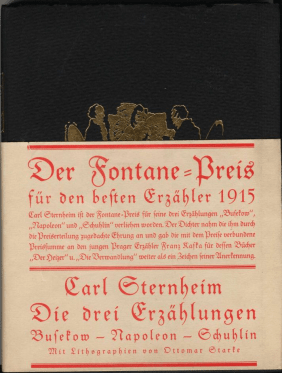 Der Fontane=Preis
für den besten Erzähler 1915
Carl Sternheim ist der Fontane-Preis für seine drei Erzählungen „Busekow",
„Napoleon" und „Schuhlin" verliehen worden. Der Dichter nahm die ihm durch
die Preiserteilung zugedachte Ehrung an und gab die mit dem Preise verbundene
Preissumme an den jungen Prager Erzähler Franz Kafka für dessen Bücher
„Der Heizer" u. „Die Verwandlung" weiter als ein Zeichen seiner Anerkennung.
Carl Sternheim
Die drei Erzählungen
Busekow – Napoleon – Schuhlin
Mit Lithographien von Ottomar Starke